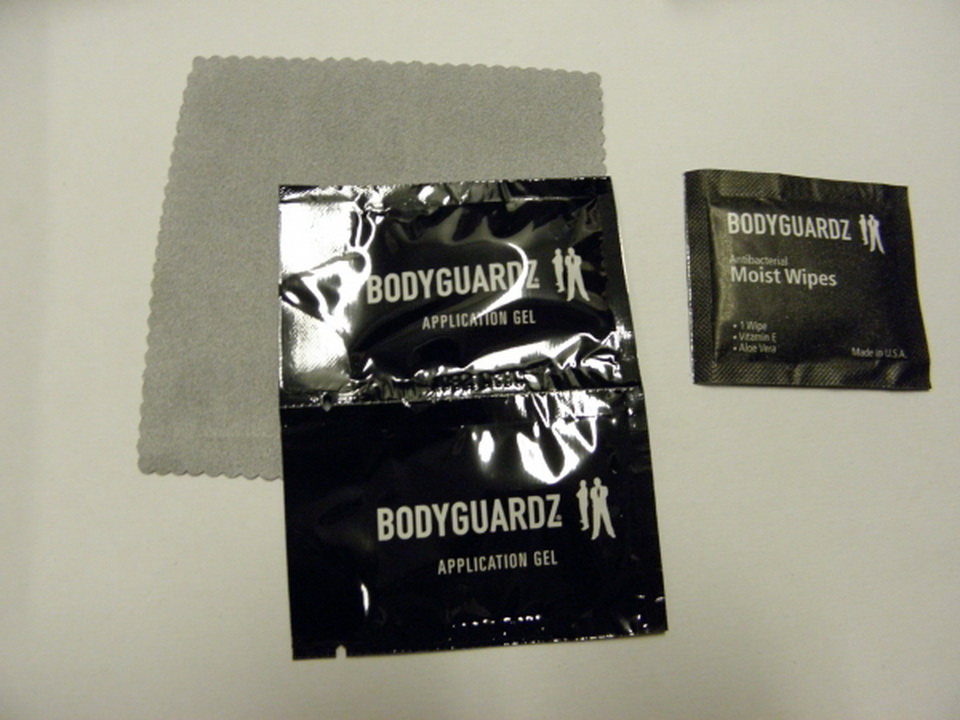 BODYGUARDZ
APPLICATION GEL
BODYGUARDZ
APPLICATION GEL
BODYGUARDZ
Antibacterial
Moist Wipes
• 1 Wipe
• Vitamin E
• Aloe Vera
Made in U.S.A.